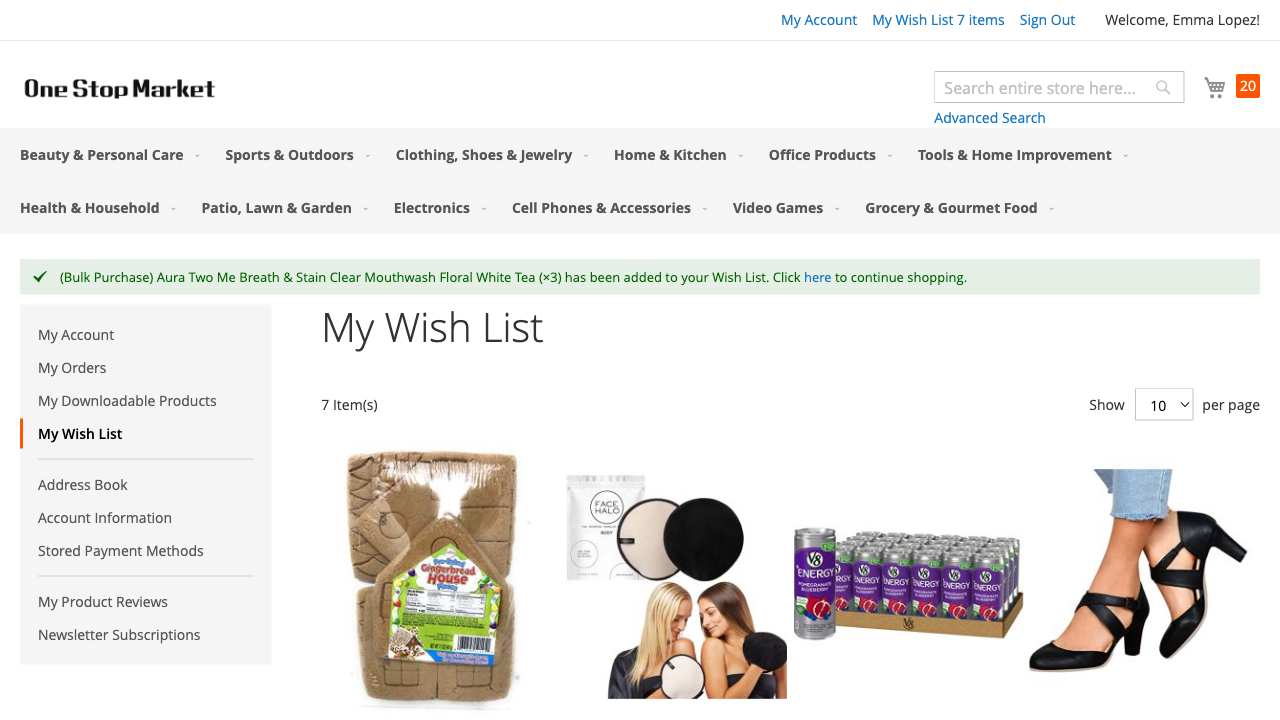 My Account My Wish List 7 items Sign Out Welcome, Emma Lopez!
One Stop Market
Search entire store here...
20
Advanced Search
Beauty & Personal Care Sports & Outdoors Clothing, Shoes & Jewelry Home & Kitchen Office Products Tools & Home Improvement
Health & Household Patio, Lawn & Garden Electronics Cell Phones & Accessories Video Games Grocery & Gourmet Food
(Bulk Purchase) Aura Two Me Breath & Stain Clear Mouthwash Floral White Tea (×3) has been added to your Wish List. Click here to continue shopping.
My Account
My Orders
My Downloadable Products
My Wish List
Address Book
Account Information
Stored Payment Methods
My Product Reviews
Newsletter Subscriptions
My Wish List
7 Item(s)
Show 10 per page
Gingerbread
House
FACE
HALO
V8
ENERGY
POMEGRANATE
BLUEBERRY